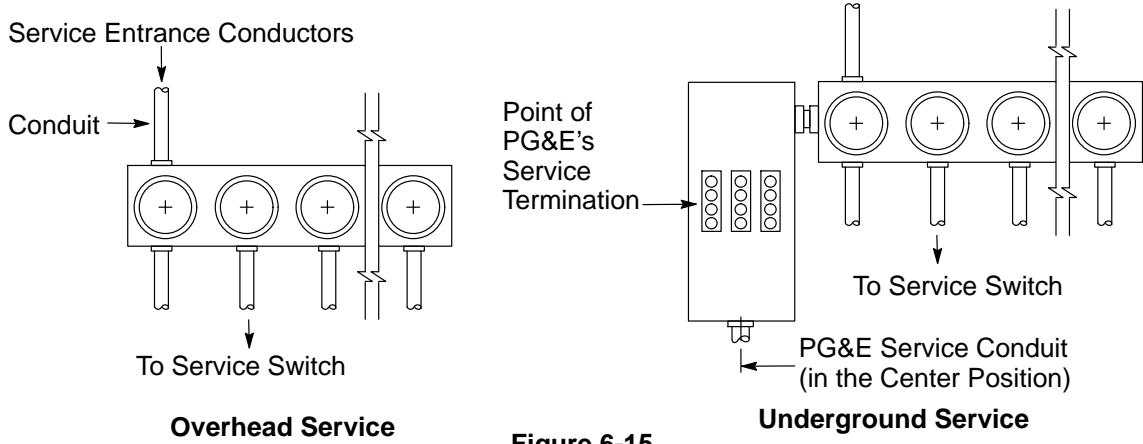 Service Entrance Conductors
Conduit
To Service Switch
Overhead Service
Point of
PG&E's
Service
Termination
To Service Switch
PG&E Service Conduit
(in the Center Position)
Underground Service
Figure 6-15